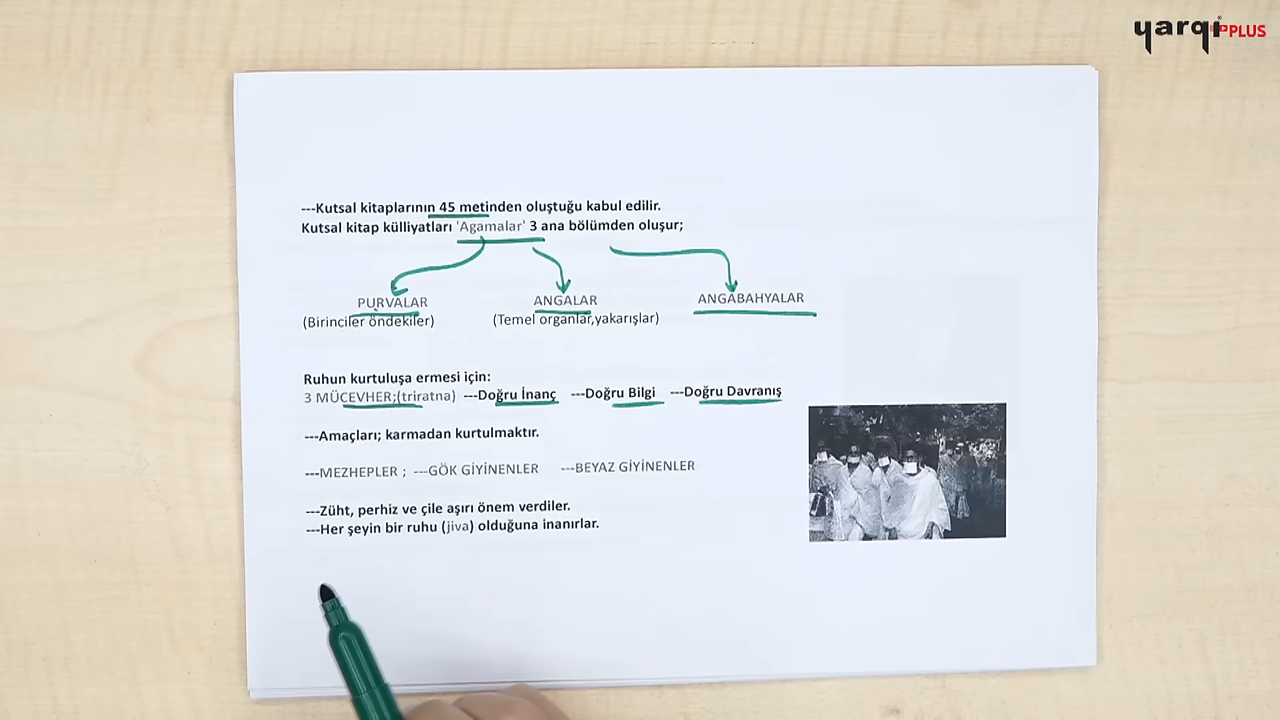 yarqi PLUS
---Kutsal kitaplarının 45 metinden oluştuğu kabul edilir.
Kutsal kitap külliyatları 'Agamalar' 3 ana bölümden oluşur;
PURVALAR ANGALAR ANGABAHYALAR
(Birinciler öndekiler) (Temel organlar,yakarışlar)
Ruhun kurtuluşa ermesi için:
3 MÜCEVHER;(triratna) ---Doğru İnanç ---Doğru Bilgi ---Doğru Davranış
---Amaçları; karmadan kurtulmaktır.
---MEZHEPLER ; ---GÖK GİYİNENLER ---BEYAZ GİYİNENLER
---Züht, perhiz ve çile aşırı önem verdiler.
---Her şeyin bir ruhu (jiva) olduğuna inanırlar.